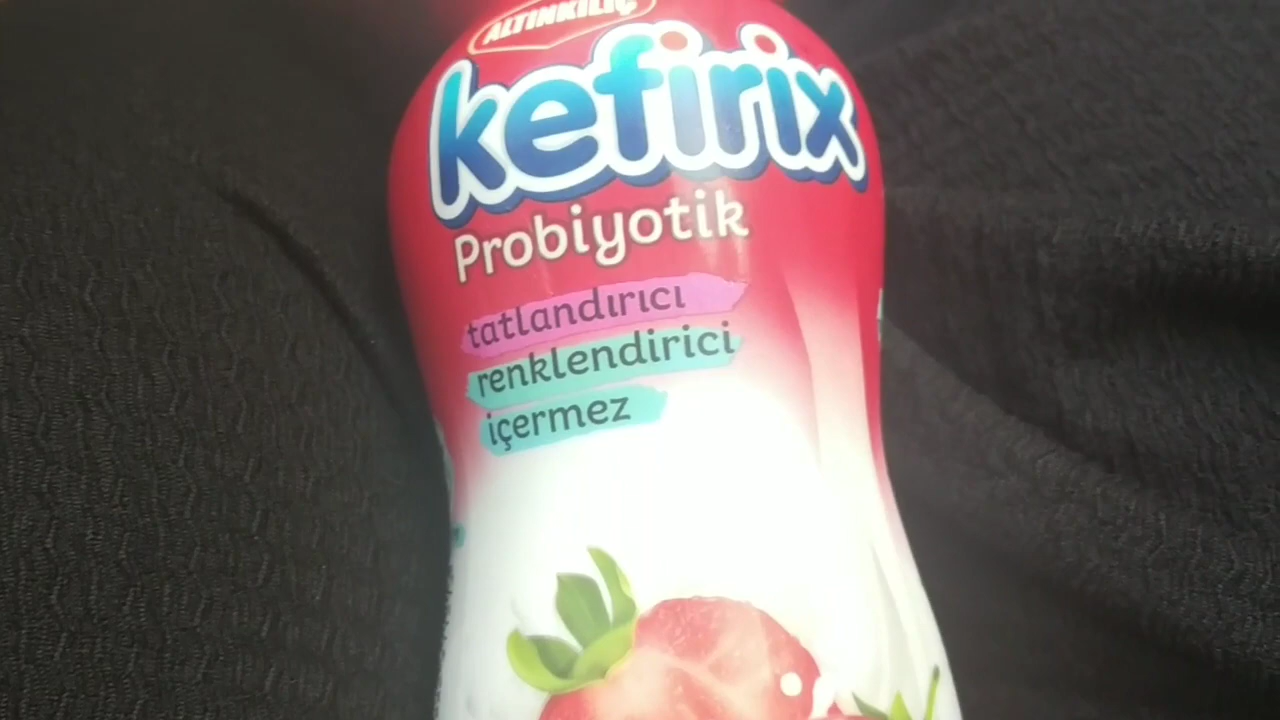 ALTINKILIÇ
kefirix
Probiyotik
tatlandırıcı
renklendirici
içermez